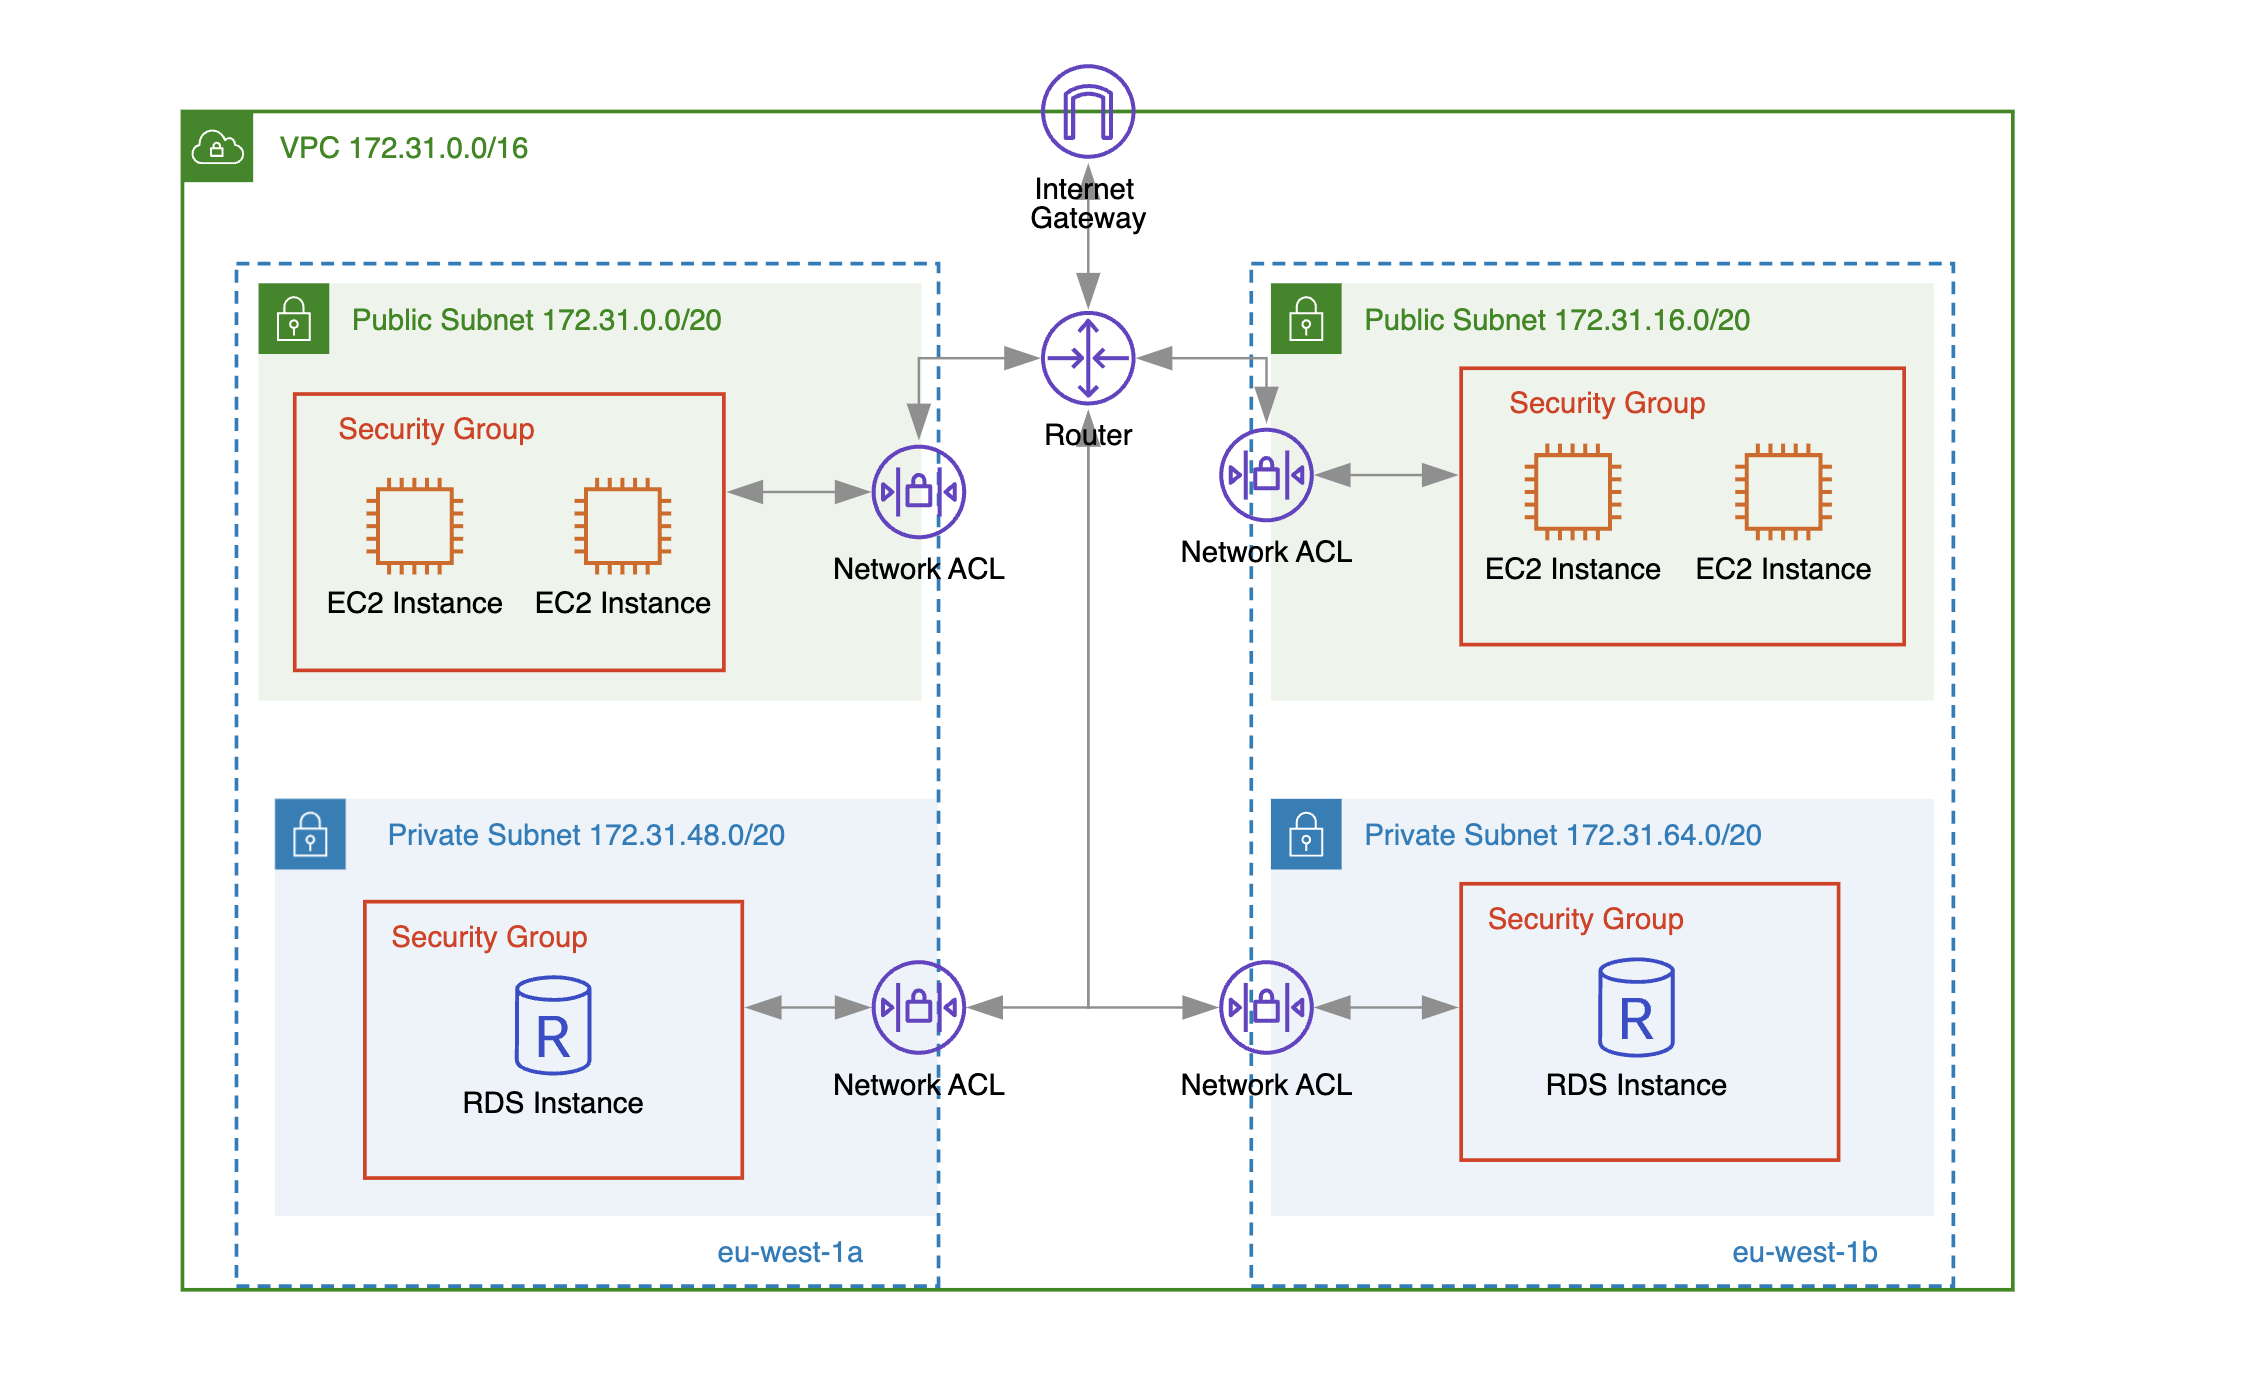 VPC 172.31.0.0/16
Internet
Gateway
Public Subnet 172.31.0.0/20
Public Subnet 172.31.16.0/20
Security Group
Security Group
Router
Network ACL
Network ACL
EC2 Instance
EC2 Instance
EC2 Instance
EC2 Instance
Private Subnet 172.31.48.0/20
Private Subnet 172.31.64.0/20
Security Group
Security Group
R
R
RDS Instance
Network ACL
Network ACL
RDS Instance
eu-west-1a
eu-west-1b